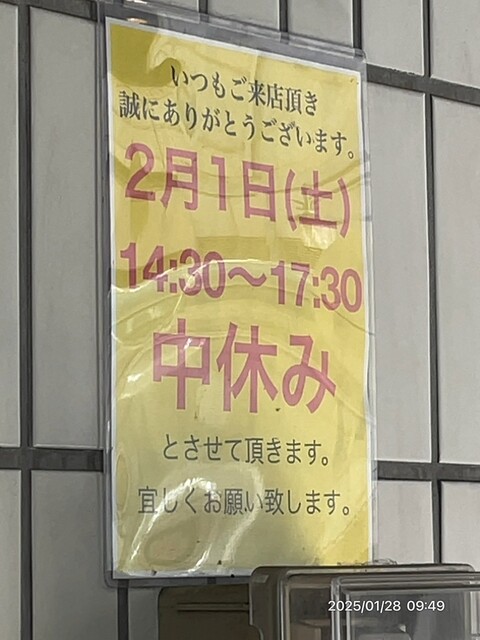 いつもご来店頂き
誠にありがとうございます。
2月1日(土)
14:30～17:30
中休み
とさせて頂きます。
宜しくお願い致します。
2025/01/28 09:49